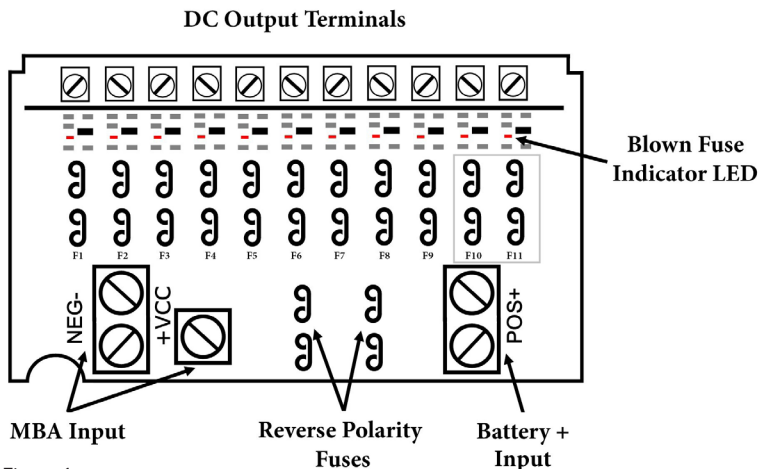 DC Output Terminals
Blown Fuse
Indicator LED
F1 F2 F3 F4 F5 F6 F7 F8 F9 F10 F11
NEG-
+VCC
POS+
MBA Input
Reverse Polarity
Fuses
Battery +
Input